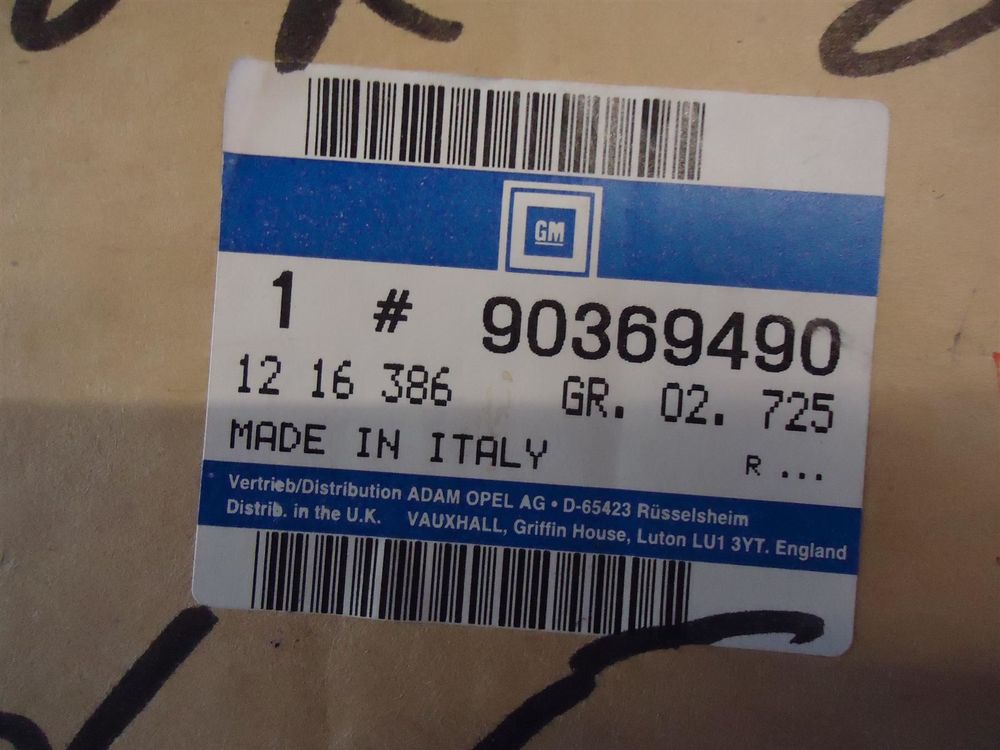 GM
1 # 90369490
12 16 386 GR. 02. 725
MADE IN ITALY R ...
Vertrieb/Distribution ADAM OPEL AG • D-65423 Rüsselsheim
Distrib. in the U.K. VAUXHALL, Griffin House, Luton LU1 3YT. England